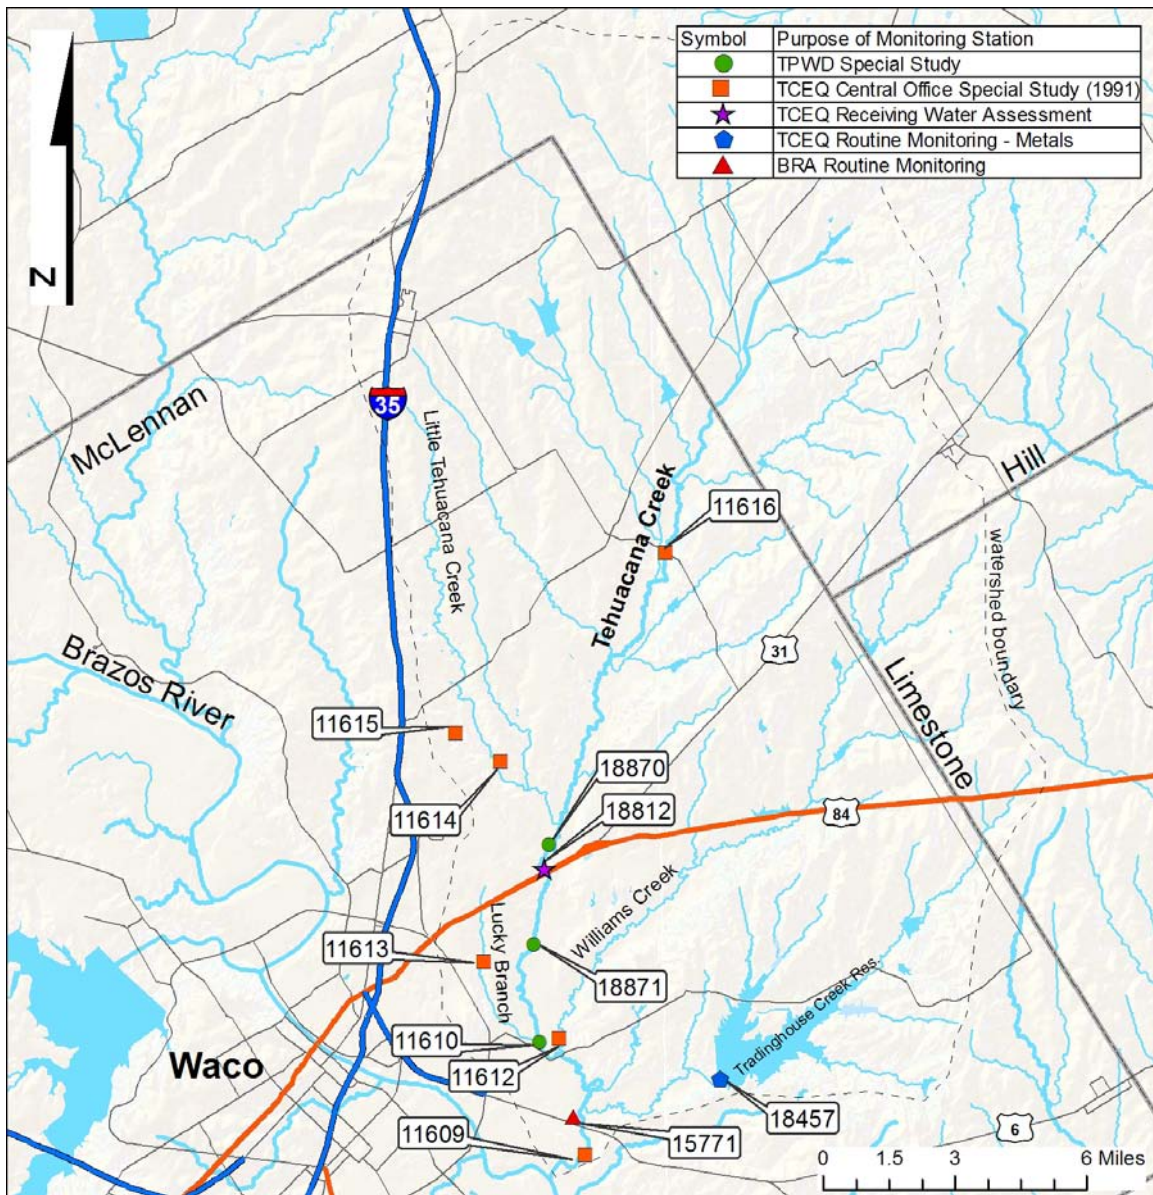 Symbol Purpose of Monitoring Station
TPWD Special Study
TCEQ Central Office Special Study (1991)
TCEQ Receiving Water Assessment
TCEQ Routine Monitoring - Metals
BRA Routine Monitoring
N
35
McLennan
Little Tehuacana Creek
Tehuacana Creek
Hill
11616
watershed boundary
31
Brazos River
Limestone
11615
18870
18812
84
11614
Williams Creek
Lucky Branch
11613
18871
Tradinghouse Creek Res.
11610
Waco
11612
18457
11609
15771
6
0 1.5 3 6 Miles